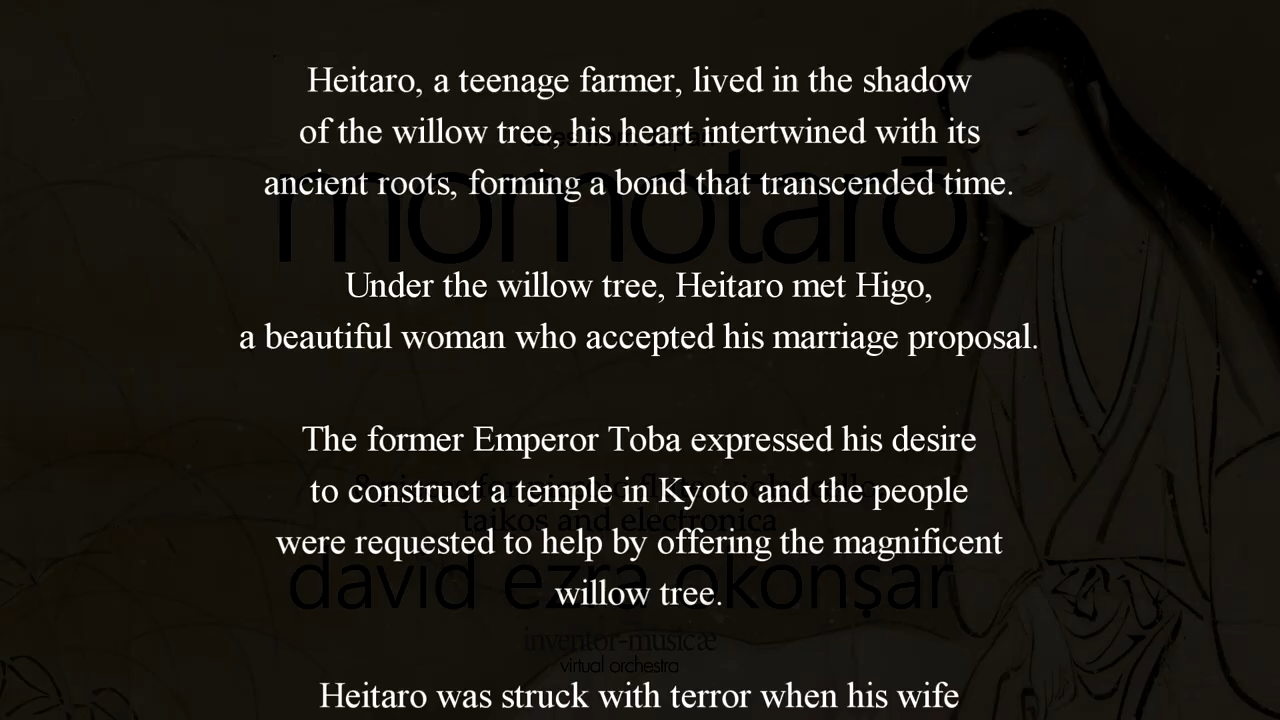 Heitaro, a teenage farmer, lived in the shadow
of the willow tree, his heart intertwined with its
ancient roots, forming a bond that transcended time.
momotarō
Under the willow tree, Heitaro met Higo,
a beautiful woman who accepted his marriage proposal.
The former Emperor Toba expressed his desire
to construct a temple in Kyoto and the people
taikos and electronica
were requested to help by offering the magnificent
david ezra okonşar
willow tree.
inventor-musicæ
virtual orchestra
Heitaro was struck with terror when his wife